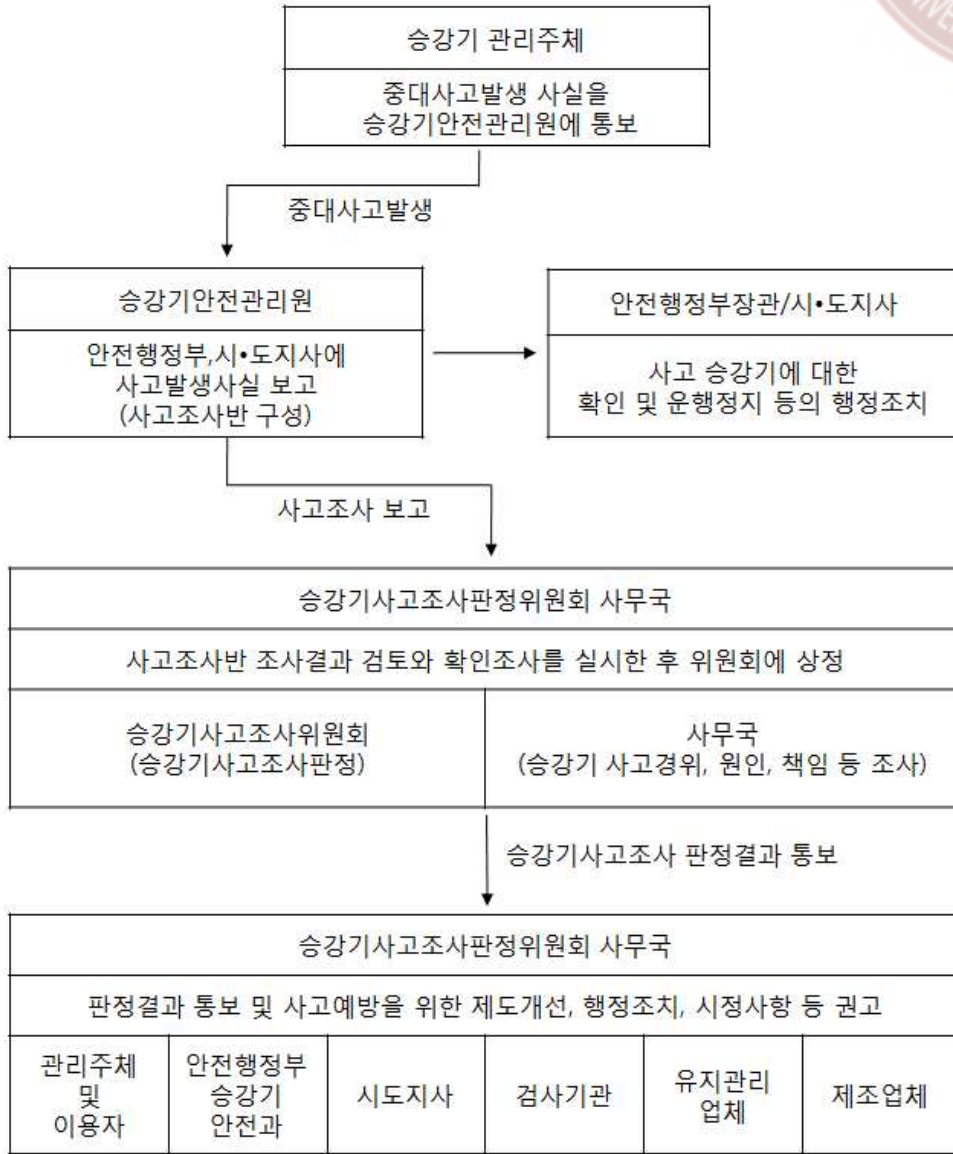 승강기 관리주체
중대사고발생 사실을
승강기안전관리원에 통보
중대사고발생
승강기안전관리원
안전행정부,시•도지사에
사고발생사실 보고
(사고조사반 구성)
안전행정부장관/시•도지사
사고 승강기에 대한
확인 및 운행정지 등의 행정조치
사고조사 보고
승강기사고조사판정위원회 사무국
사고조사반 조사결과 검토와 확인조사를 실시한 후 위원회에 상정
승강기사고조사위원회
(승강기사고조사판정)
사무국
(승강기 사고경위, 원인, 책임 등 조사)
승강기사고조사 판정결과 통보
승강기사고조사판정위원회 사무국
판정결과 통보 및 사고예방을 위한 제도개선, 행정조치, 시정사항 등 권고
관리주체
및
이용자
안전행정부
승강기
안전과
시도지사
검사기관
유지관리
업체
제조업체